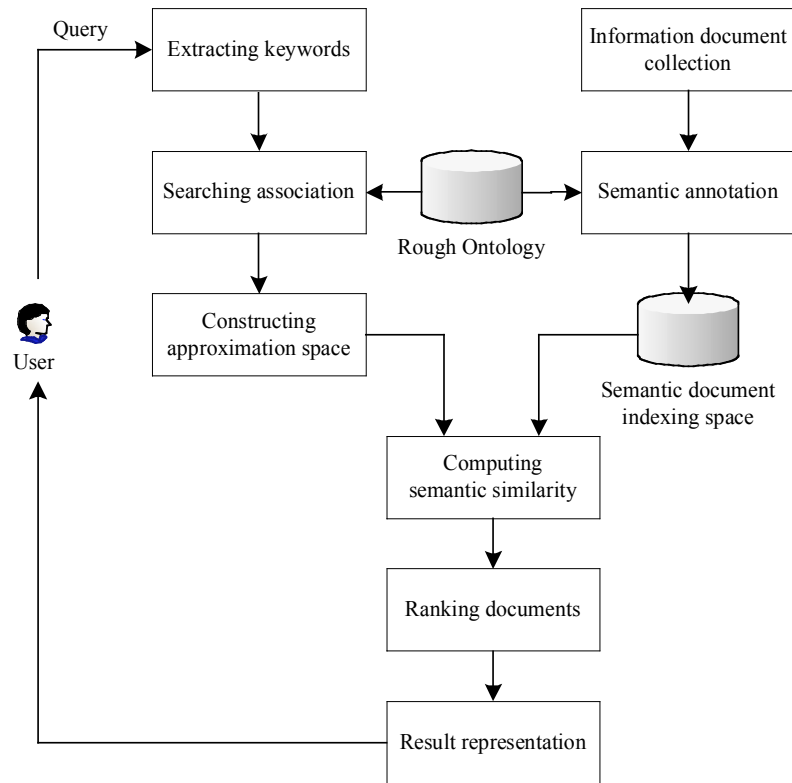 Query
Extracting keywords
Information document
collection
Searching association
Semantic annotation
Rough Ontology
Constructing
approximation space
User
Semantic document
indexing space
Computing
semantic similarity
Ranking documents
Result representation